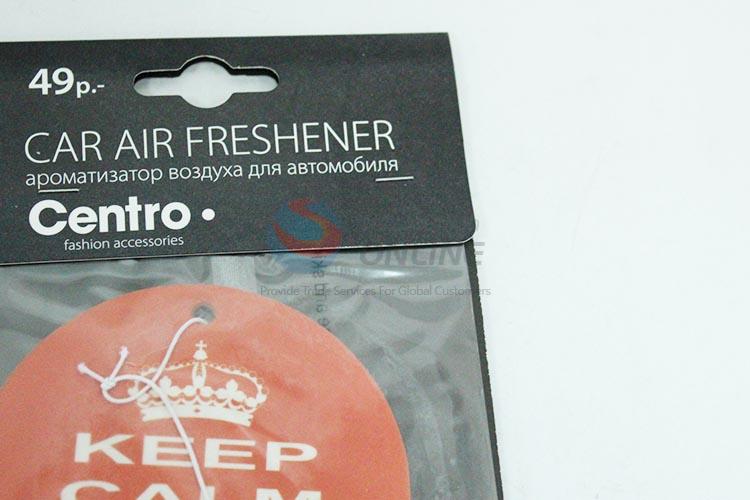 49р.-
CAR AIR FRESHENER
ароматизатор воздуха для автомобиля
Centro
fashion accessories
ONLINE
Provide Trade Services For Global Customers
KEEP
CALM